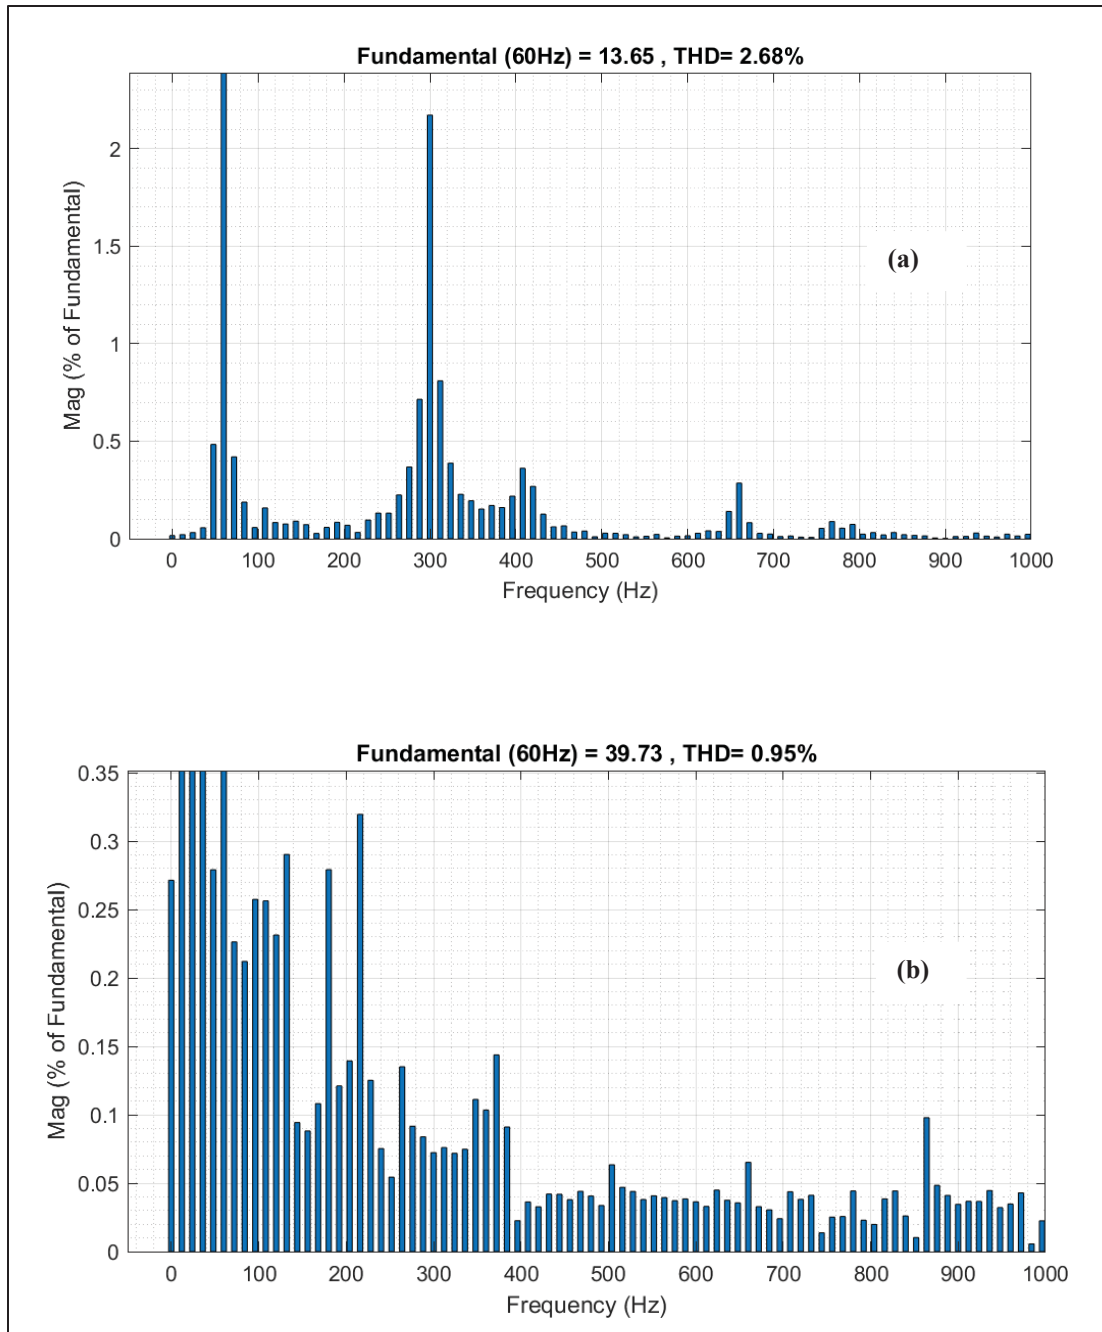 Fundamental (60Hz) = 13.65 , THD= 2.68%
Mag (% of Fundamental)
2
1.5
1
0.5
0
(a)
0 100 200 300 400 500 600 700 800 900 1000
Frequency (Hz)
Fundamental (60Hz) = 39.73 , THD= 0.95%
Mag (% of Fundamental)
0.35
0.3
0.25
0.2
0.15
0.1
0.05
0
(b)
0 100 200 300 400 500 600 700 800 900 1000
Frequency (Hz)